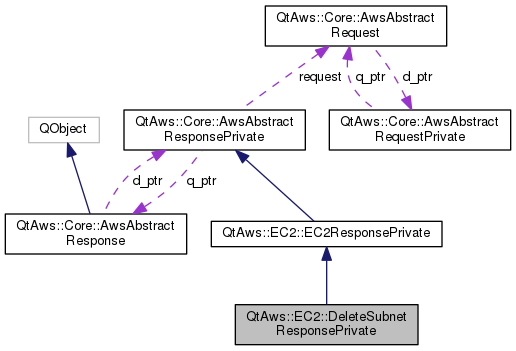 QtAws::Core::AwsAbstract
Request
request
q_ptr
d_ptr
QObject
QtAws::Core::AwsAbstract
ResponsePrivate
QtAws::Core::AwsAbstract
RequestPrivate
d_ptr
q_ptr
QtAws::Core::AwsAbstract
Response
QtAws::EC2::EC2ResponsePrivate
QtAws::EC2::DeleteSubnet
ResponsePrivate